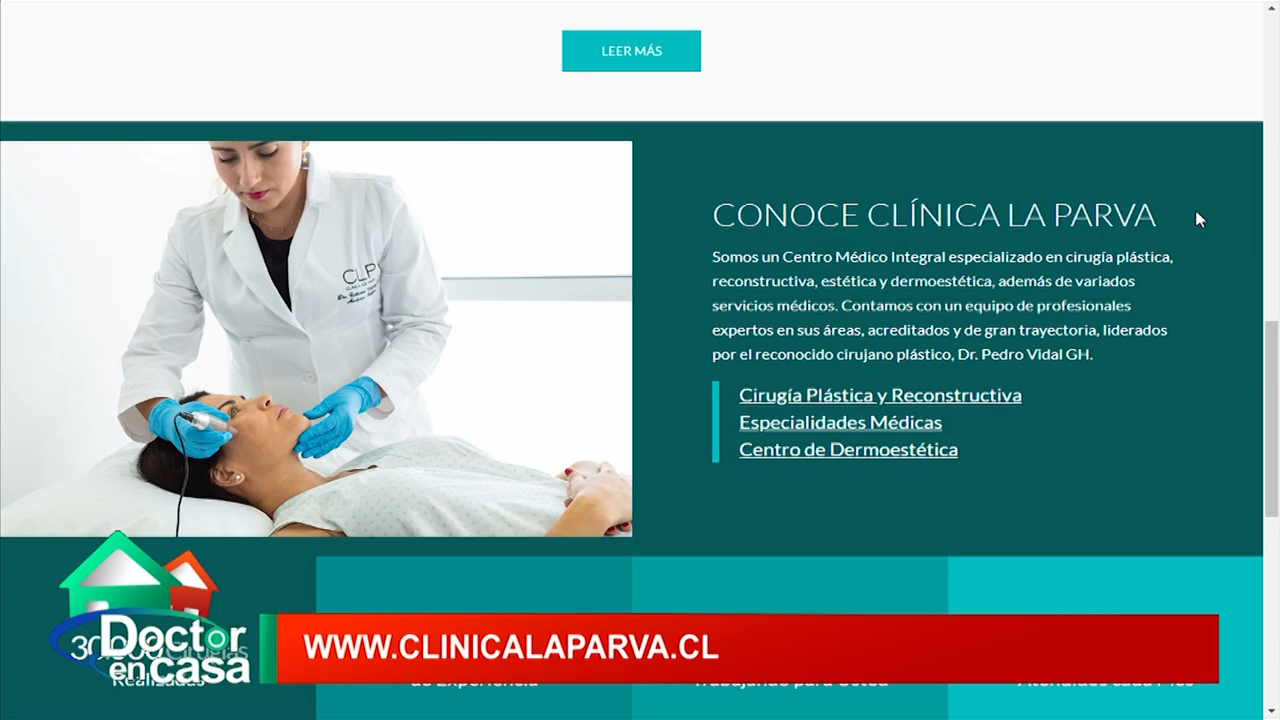 LEER MÁS
CONOCE CLÍNICA LA PARVA
Somos un Centro Médico Integral especializado en cirugía plástica,
reconstructiva, estética y dermoestética, además de variados
servicios médicos. Contamos con un equipo de profesionales
expertos en sus áreas, acreditados y de gran trayectoria, liderados
por el reconocido cirujano plástico, Dr. Pedro Vidal GH.
Cirugía Plástica y Reconstructiva
Especialidades Médicas
Centro de Dermoestética
CLP
Doctor
en casa
WWW.CLINICALAPARVA.CL
Realizadas
de Experiencia
Trabajando para Usted
Atendidos cada Mes